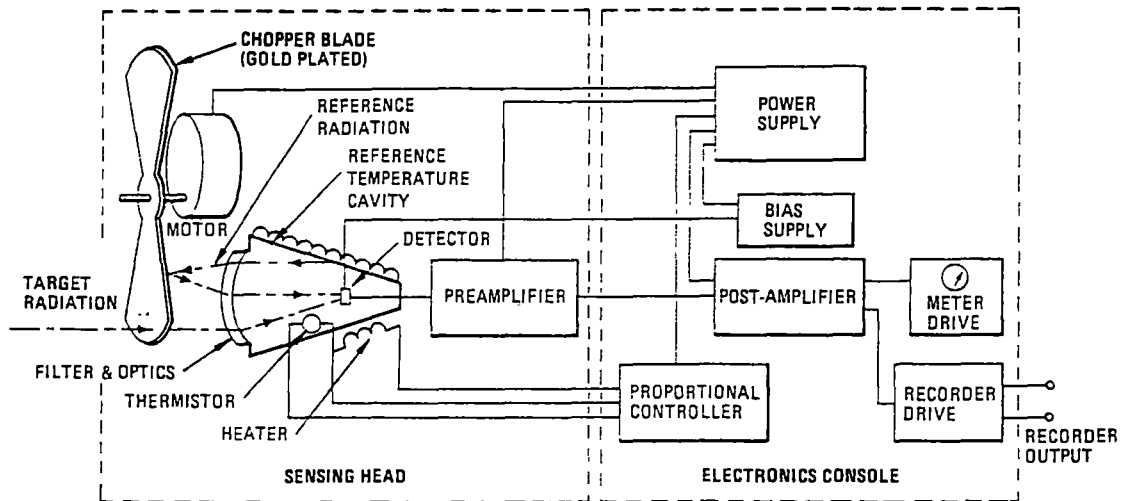 CHOPPER BLADE
(GOLD PLATED)
REFERENCE
RADIATION
REFERENCE
TEMPERATURE
CAVITY
MOTOR
DETECTOR
TARGET
RADIATION
FILTER & OPTICS
THERMISTOR
HEATER
PREAMPLIFIER
SENSING HEAD
POWER
SUPPLY
BIAS
SUPPLY
POST-AMPLIFIER
METER
DRIVE
PROPORTIONAL
CONTROLLER
RECORDER
DRIVE
RECORDER
OUTPUT
ELECTRONICS CONSOLE